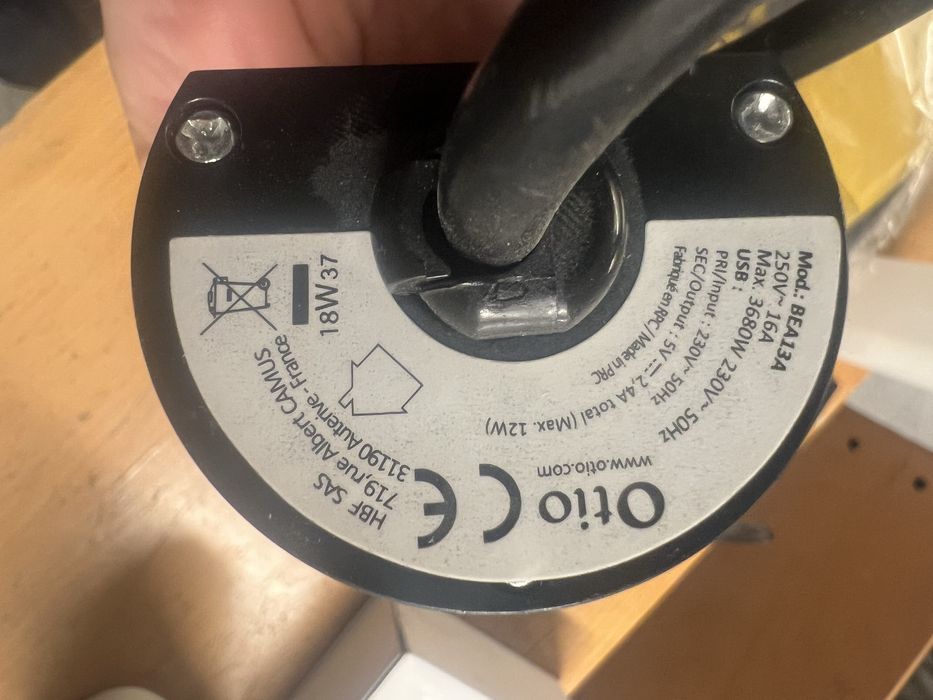 Mod.: BEA13A
250V~ 16A
Max. 3680W 230V~ 50Hz
USB :
PRI/Input : 230V~ 50Hz
SEC/Output : 5V ⎓ 2,4A total (Max. 12W)
Fabriqué en RPC / Made in PRC
Otio
www.otio.com
CE
HBF SAS
719,rue Albert CAMUS
31190 Auterive - France
18W37